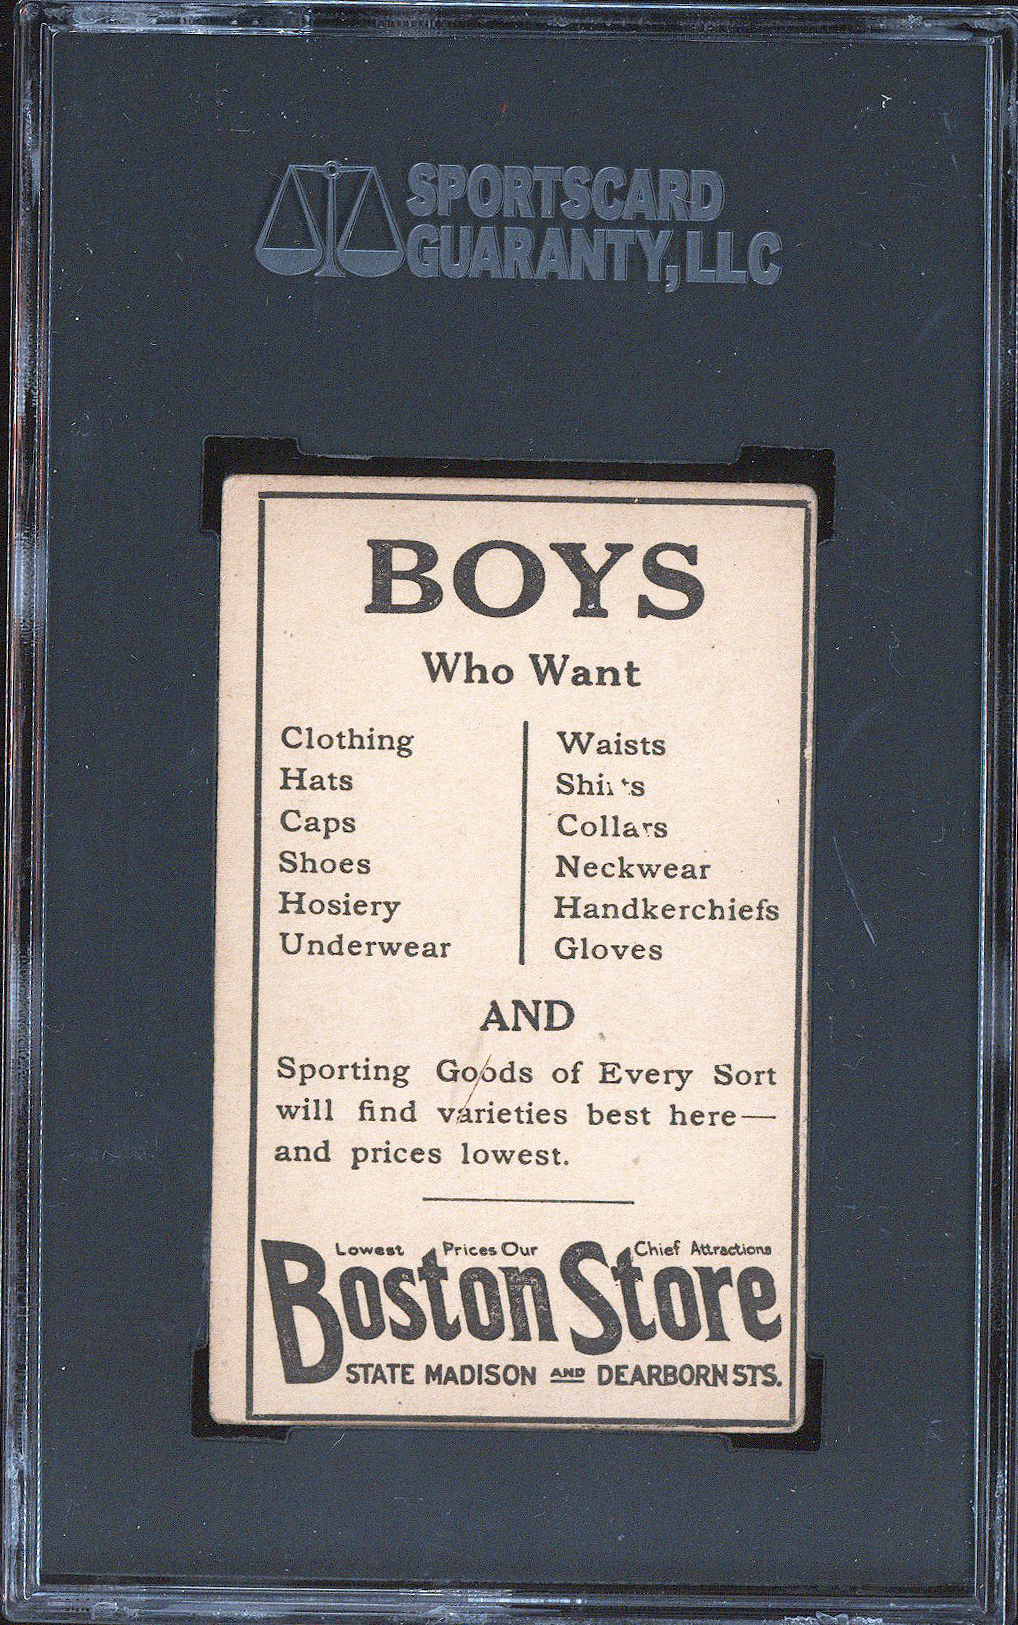 SPORTSCARD
GUARANTY, LLC
BOYS
Who Want
Clothing
Hats
Caps
Shoes
Hosiery
Underwear
Waists
Shirts
Collars
Neckwear
Handkerchiefs
Gloves
AND
Sporting Goods of Every Sort
will find varieties best here—
and prices lowest.
Lowest Prices Our Chief Attractions
Boston Store
STATE MADISON AND DEARBORN STS.